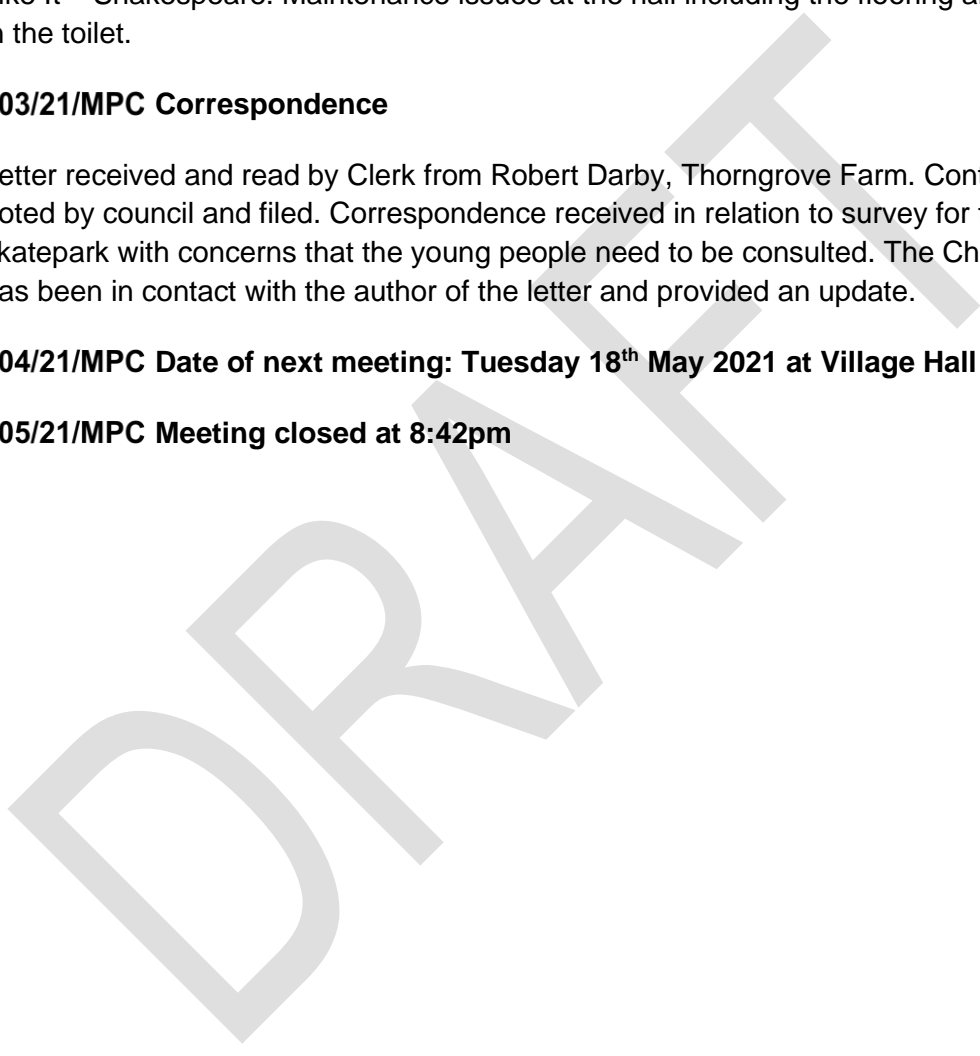 It – Shakespeare. Maintenance issues at the hall including the flooring
the toilet.
03/21/MPC Correspondence
etter received and read by Clerk from Robert Darby, Thorngrove Farm. Cont
oted by council and filed. Correspondence received in relation to survey for
katepark with concerns that the young people need to be consulted. The Ch
as been in contact with the author of the letter and provided an update.
04/21/MPC Date of next meeting: Tuesday 18th May 2021 at Village Hall
05/21/MPC Meeting closed at 8:42pm
DRAFT